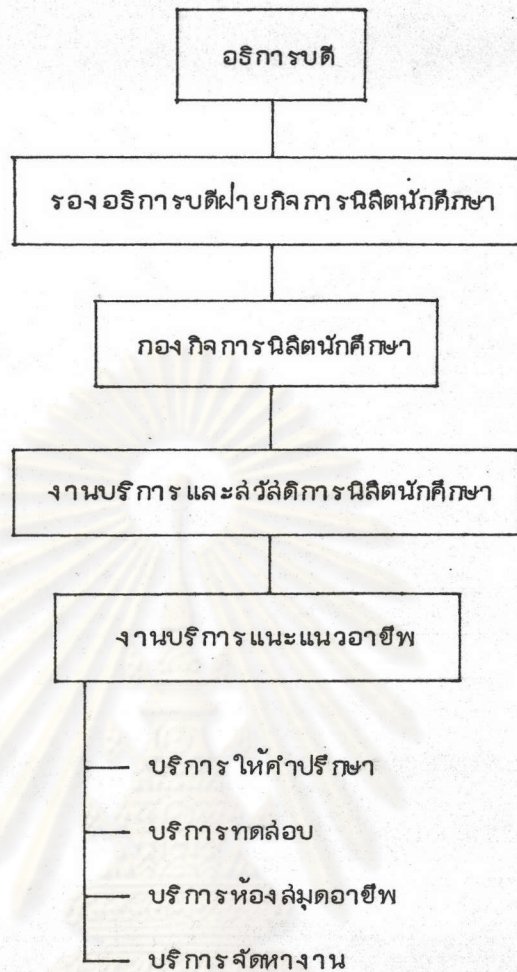 อธิการบดี
รองอธิการบดีฝ่ายกิจการนิสิตนักศึกษา
กองกิจการนิสิตนักศึกษา
งานบริการและสวัสดิการนิสิตนักศึกษา
งานบริการแนะแนวอาชีพ
บริการให้คำปรึกษา
บริการทดสอบ
บริการห้องสมุดอาชีพ
บริการจัดหางาน